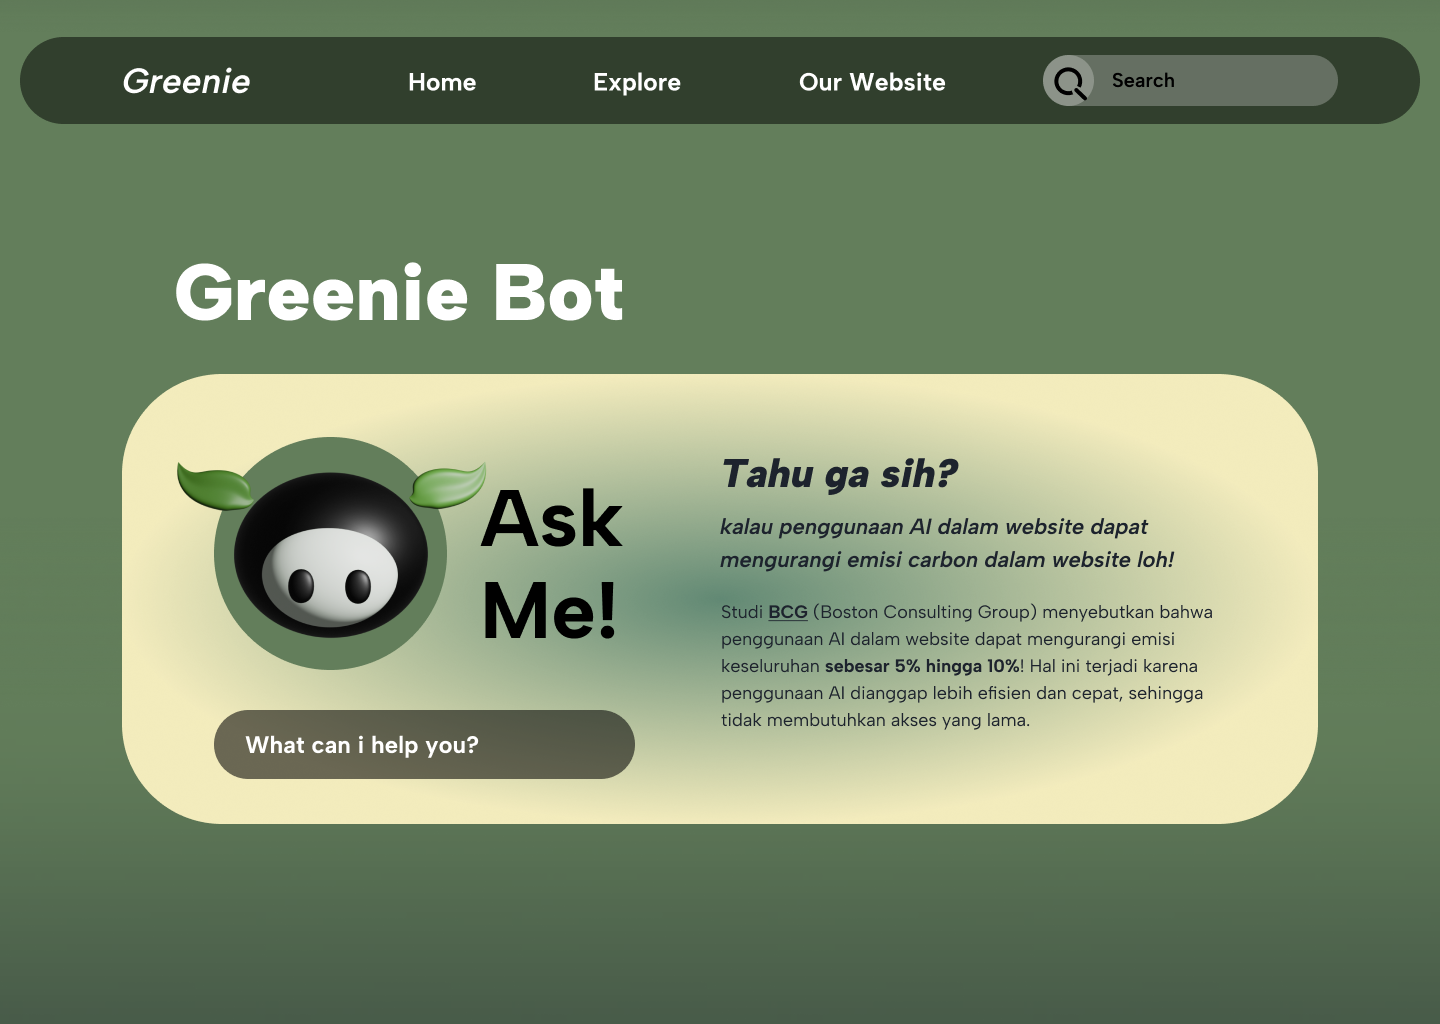 Greenie
Home
Explore
Our Website
Search
Greenie Bot
Ask
Me!
What can i help you?
Tahu ga sih?
kalau penggunaan AI dalam website dapat
mengurangi emisi carbon dalam website loh!
Studi BCG (Boston Consulting Group) menyebutkan bahwa
penggunaan AI dalam website dapat mengurangi emisi
keseluruhan sebesar 5% hingga 10%! Hal ini terjadi karena
penggunaan AI dianggap lebih efisien dan cepat, sehingga
tidak membutuhkan akses yang lama.